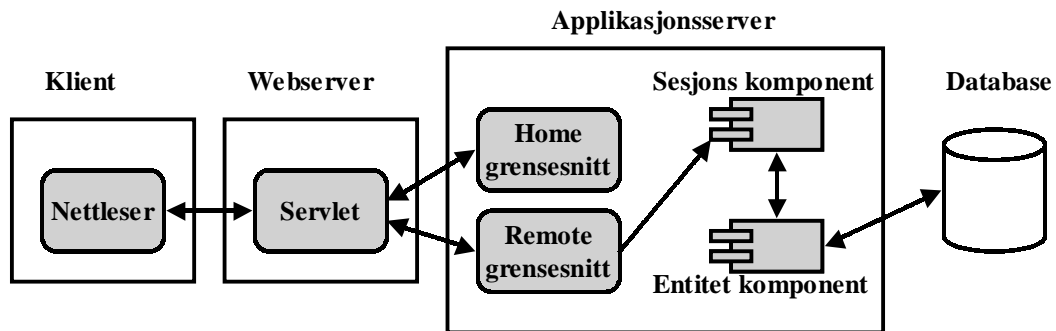 Applikasjonsserver
Klient
Webserver
Sesjons komponent
Database
Home
grensesnitt
Nettleser
Servlet
Remote
grensesnitt
Entitet komponent